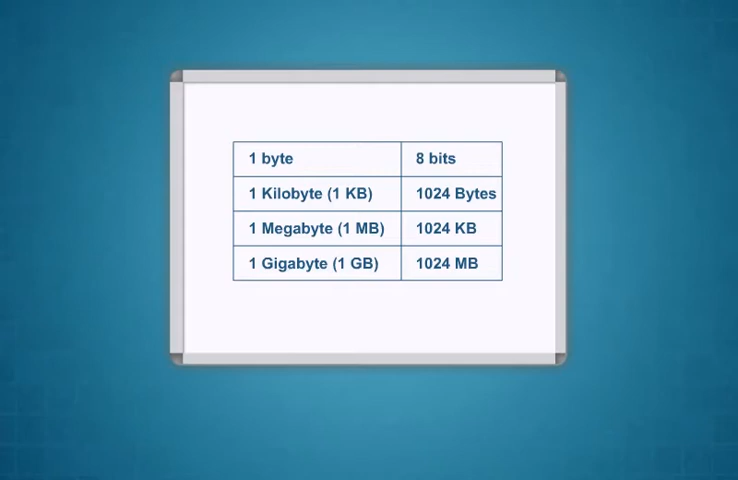 1 byte 8 bits
1 Kilobyte (1 KB) 1024 Bytes
1 Megabyte (1 MB) 1024 KB
1 Gigabyte (1 GB) 1024 MB